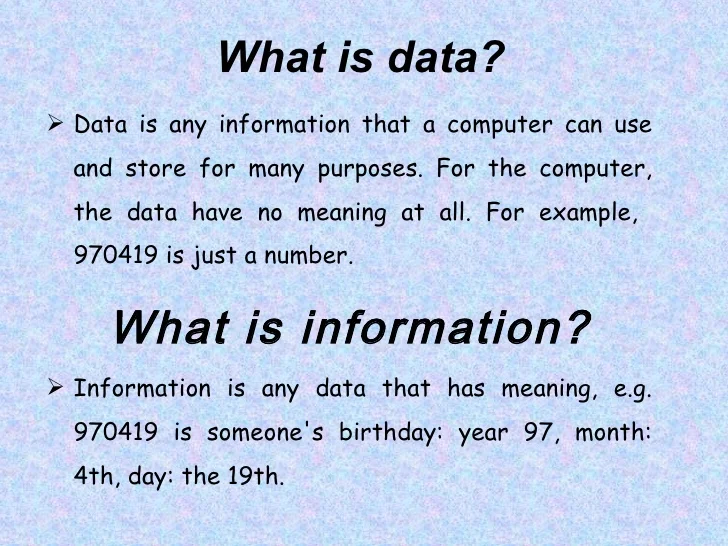 What is data?
➢ Data is any information that a computer can use
and store for many purposes. For the computer,
the data have no meaning at all. For example,
970419 is just a number.
What is information?
➢ Information is any data that has meaning, e.g.
970419 is someone's birthday: year 97, month:
4th, day: the 19th.